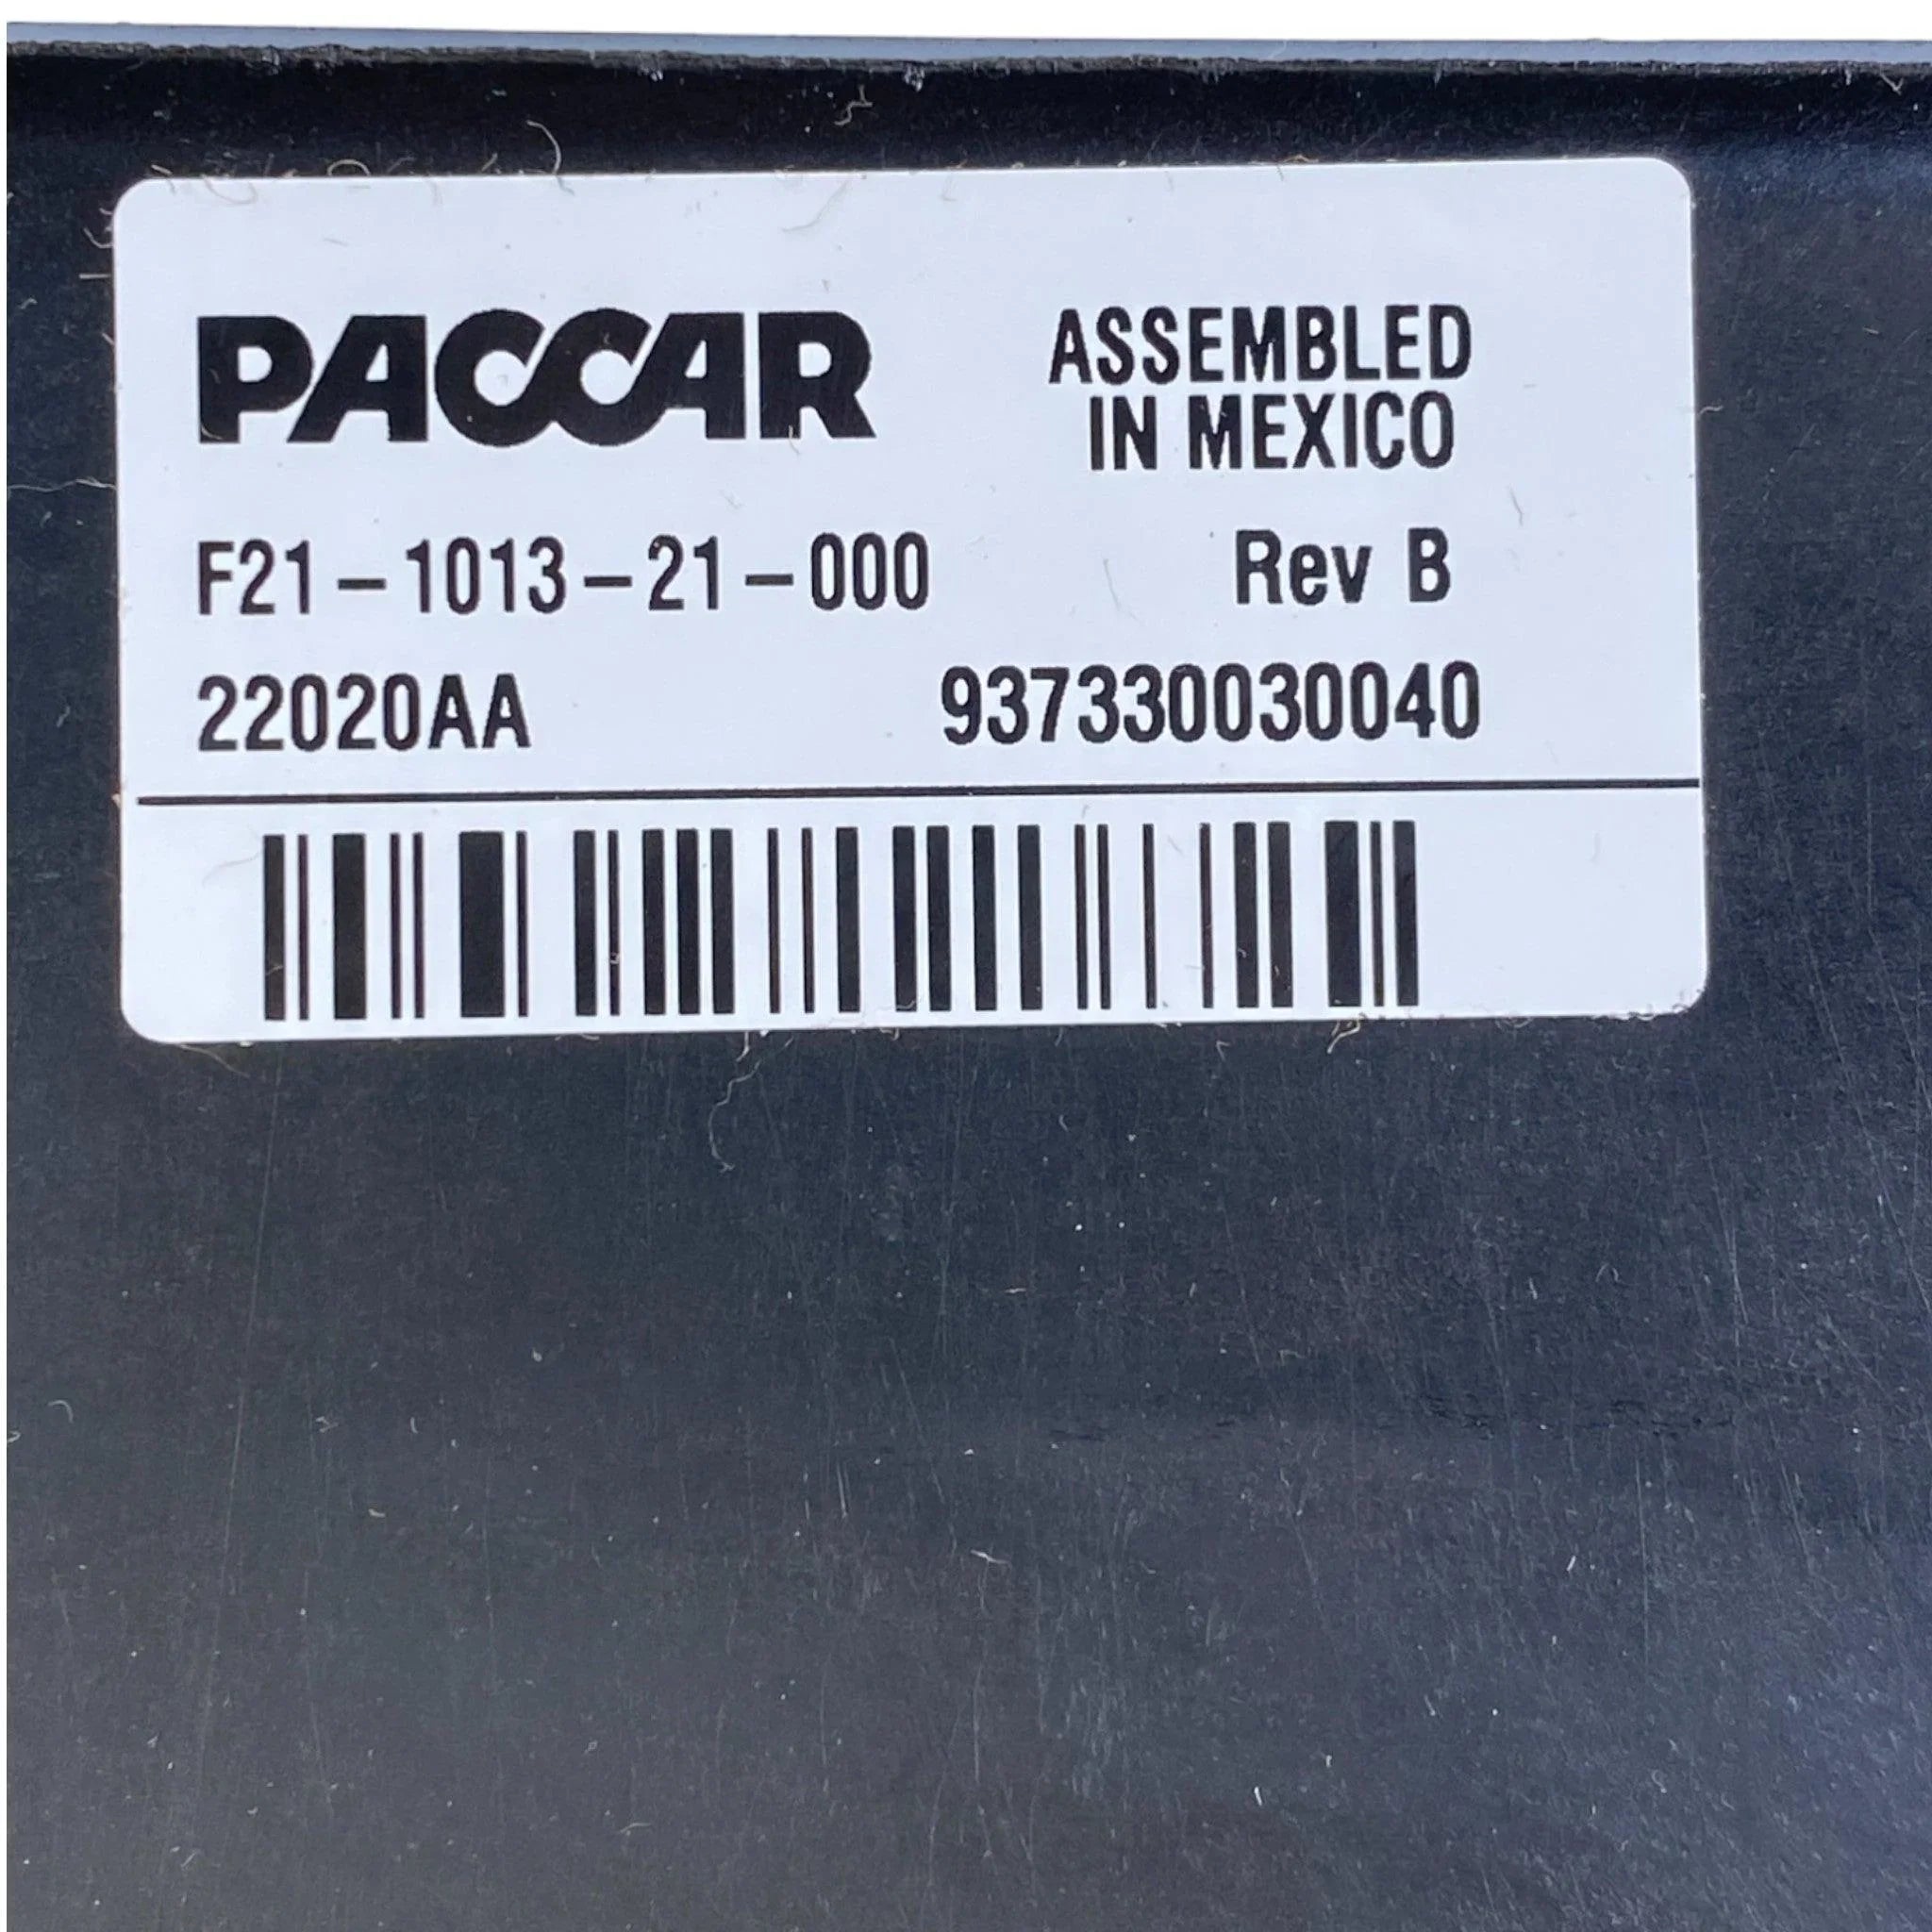 PACCAR
ASSEMBLED
IN MEXICO
F21-1013-21-000 Rev B
22020AA 937330030040